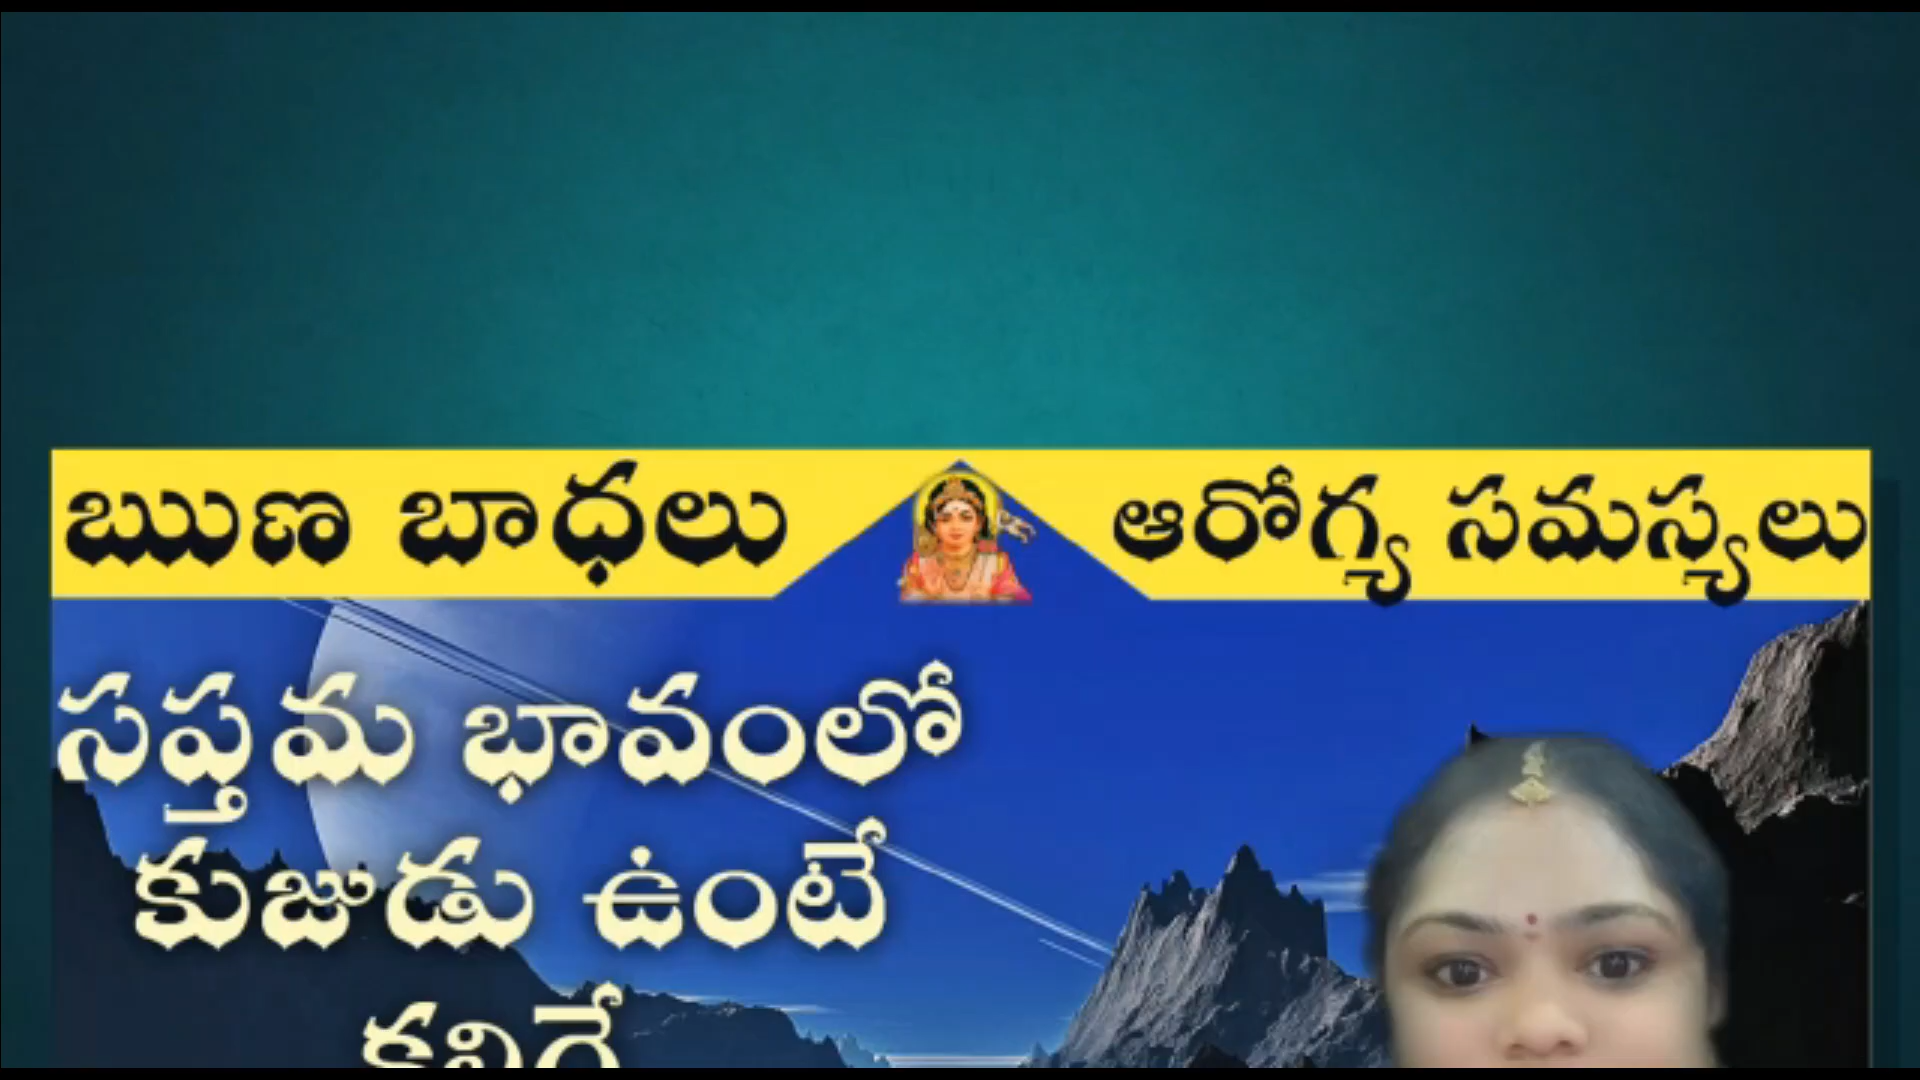 ఋణ బాధలు
ఆరోగ్య సమస్యలు
సప్తమ భావంలో
కుజుడు ఉంటే